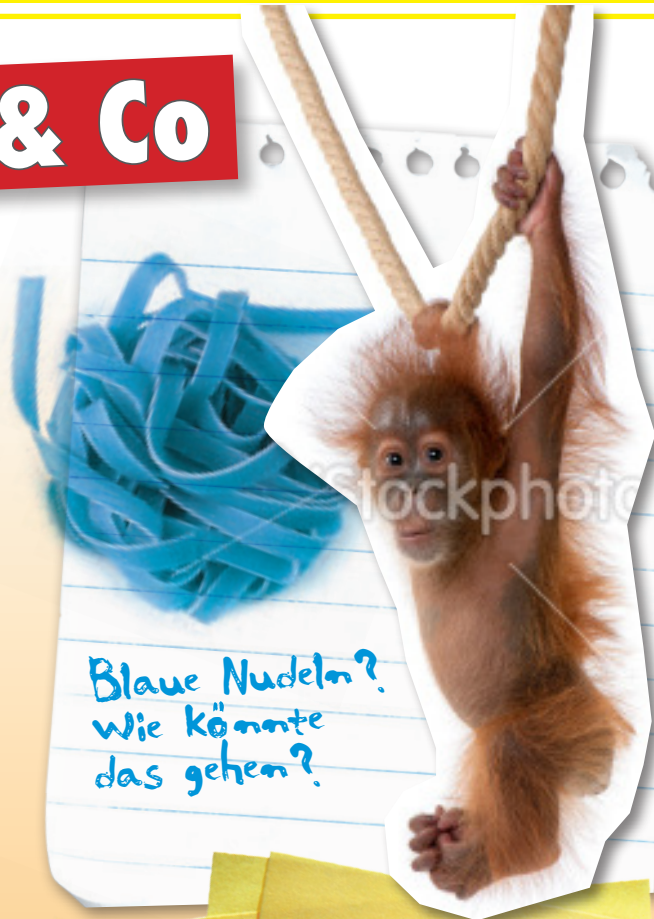 & Co
iStockphoto
Blaue Nudeln?
Wie könnte
das gehen?